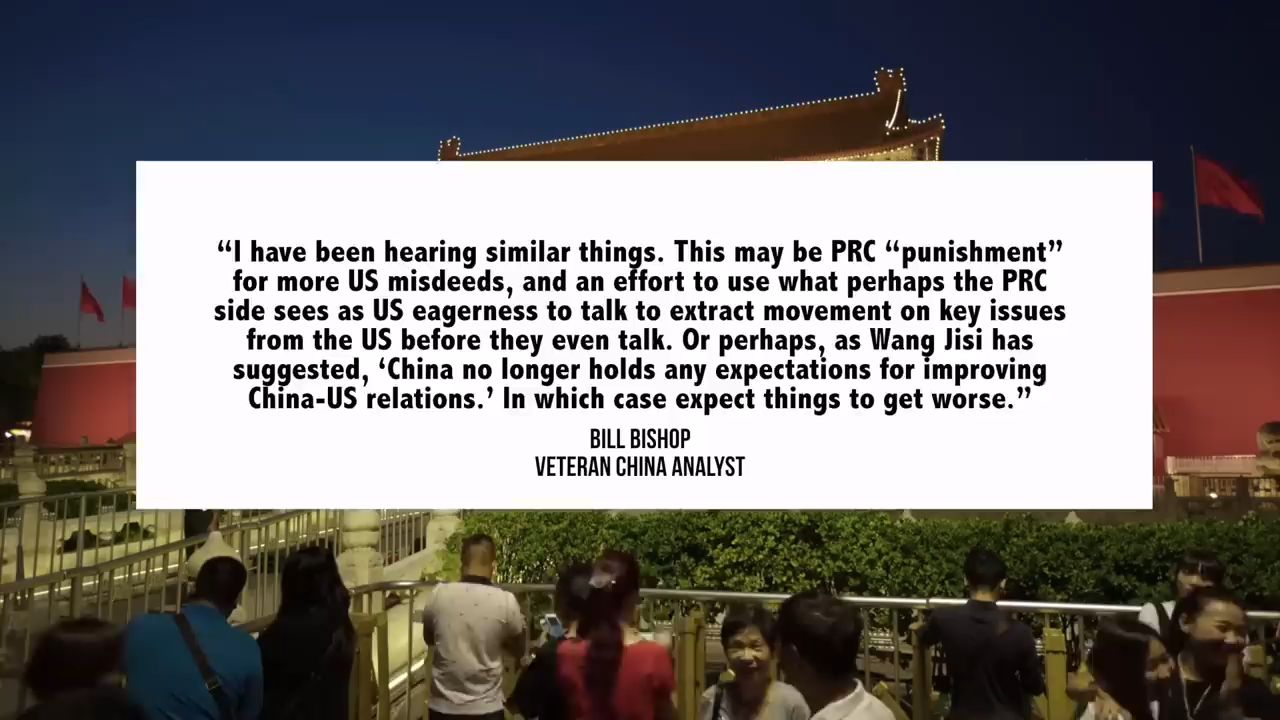 “I have been hearing similar things. This may be PRC “punishment”
for more US misdeeds, and an effort to use what perhaps the PRC
side sees as US eagerness to talk to extract movement on key issues
from the US before they even talk. Or perhaps, as Wang Jisi has
suggested, ‘China no longer holds any expectations for improving
China-US relations.’ In which case expect things to get worse.”
BILL BISHOP
VETERAN CHINA ANALYST